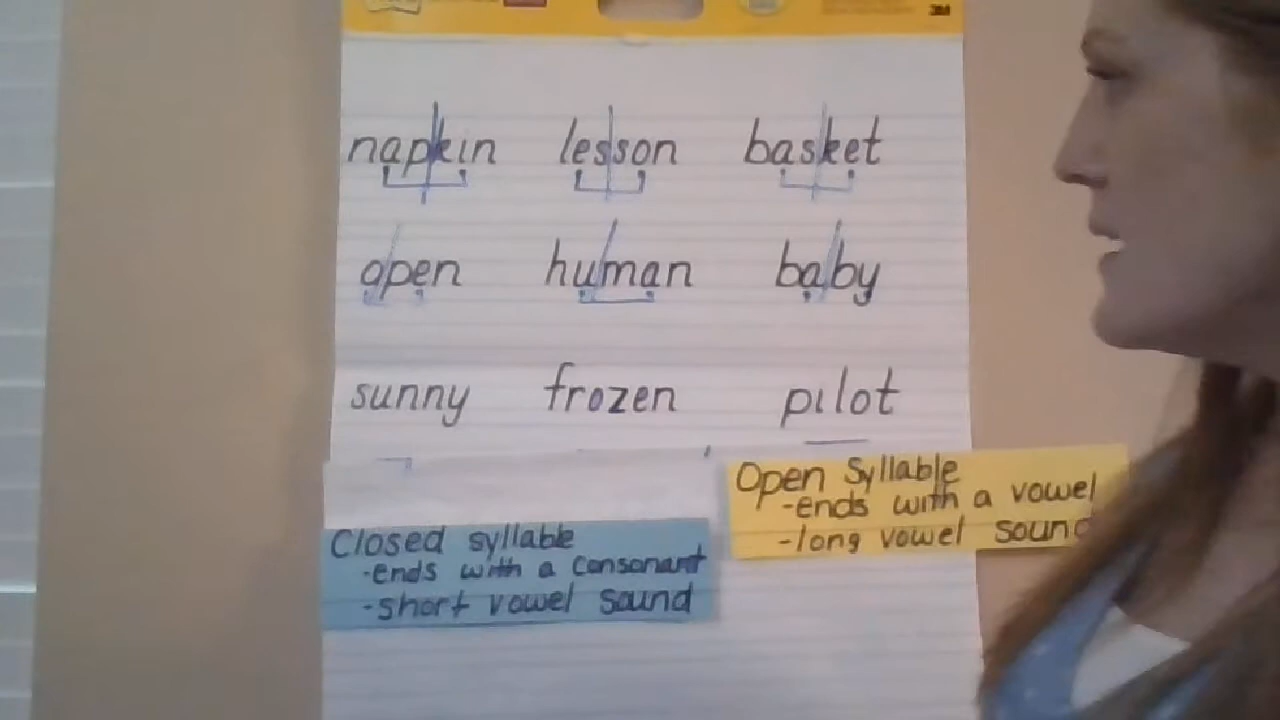 3M
napkin lesson basket
open human baby
sunny frozen pilot
Open Syllable
-ends with a vowel
-long vowel sound
Closed syllable
-ends with a consonant
-short vowel sound